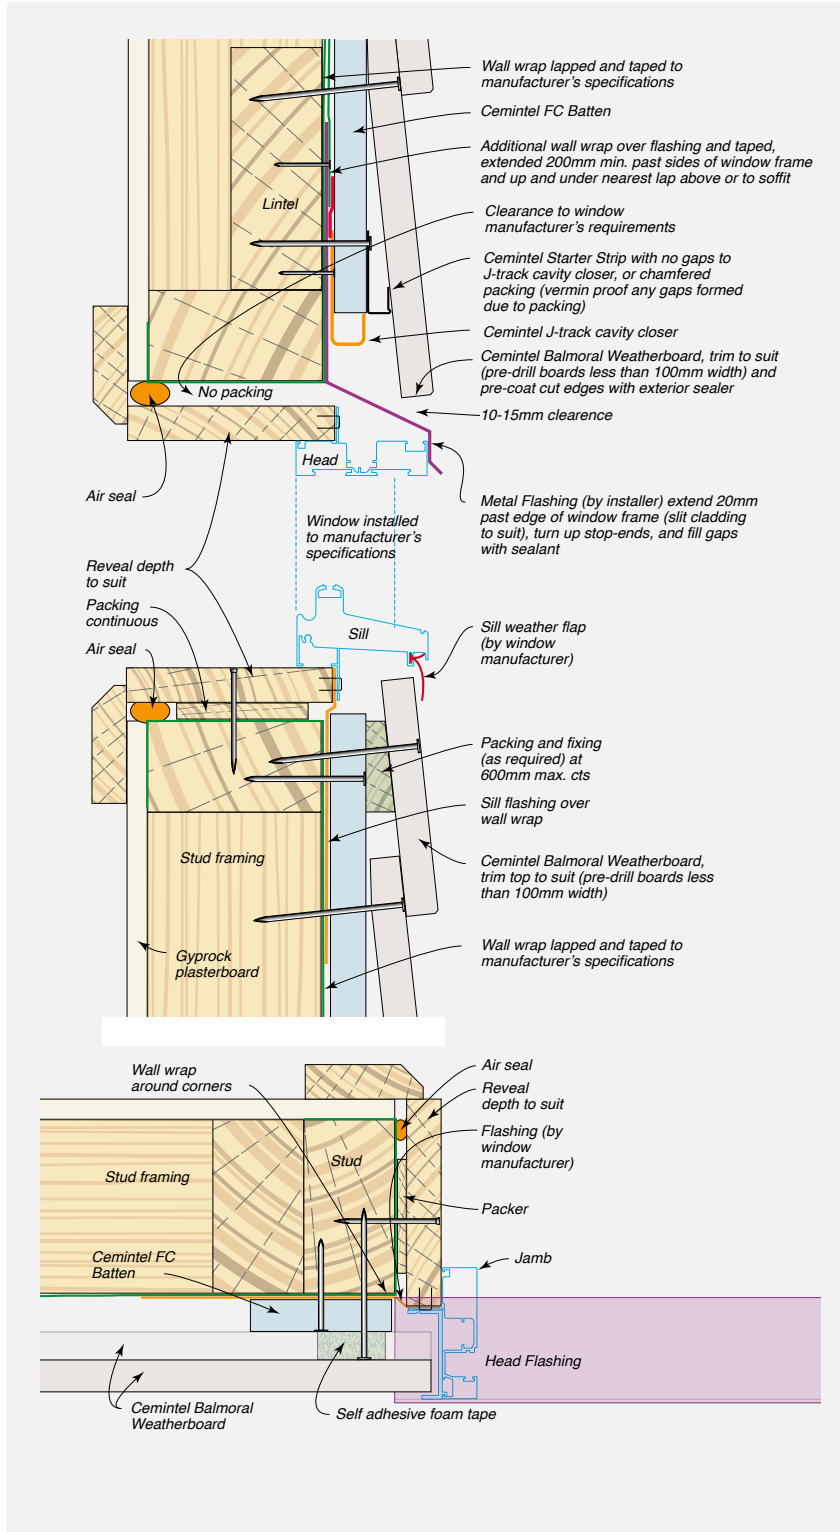 Wall wrap lapped and taped to
manufacturer's specifications
Cemintel FC Batten
Additional wall wrap over flashing and taped,
extended 200mm min. past sides of window frame
and up and under nearest lap above or to soffit
Lintel
Clearance to window
manufacturer's requirements
Cemintel Starter Strip with no gaps to
J-track cavity closer, or chamfered
packing (vermin proof any gaps formed
due to packing)
Cemintel J-track cavity closer
Cemintel Balmoral Weatherboard, trim to suit
(pre-drill boards less than 100mm width) and
pre-coat cut edges with exterior sealer
No packing
10-15mm clearence
Head
Air seal
Metal Flashing (by installer) extend 20mm
past edge of window frame (slit cladding
to suit), turn up stop-ends, and fill gaps
with sealant
Window installed
to manufacturer's
specifications
Reveal depth
to suit
Packing
continuous
Air seal
Sill
Sill weather flap
(by window
manufacturer)
Packing and fixing
(as required) at
600mm max. cts
Sill flashing over
wall wrap
Stud framing
Cemintel Balmoral Weatherboard,
trim top to suit (pre-drill boards less
than 100mm width)
Gyprock
plasterboard
Wall wrap lapped and taped to
manufacturer's specifications
Wall wrap
around corners
Air seal
Reveal
depth to suit
Flashing (by
window
manufacturer)
Stud
Stud framing
Packer
Cemintel FC
Batten
Jamb
Head Flashing
Cemintel Balmoral
Weatherboard
Self adhesive foam tape